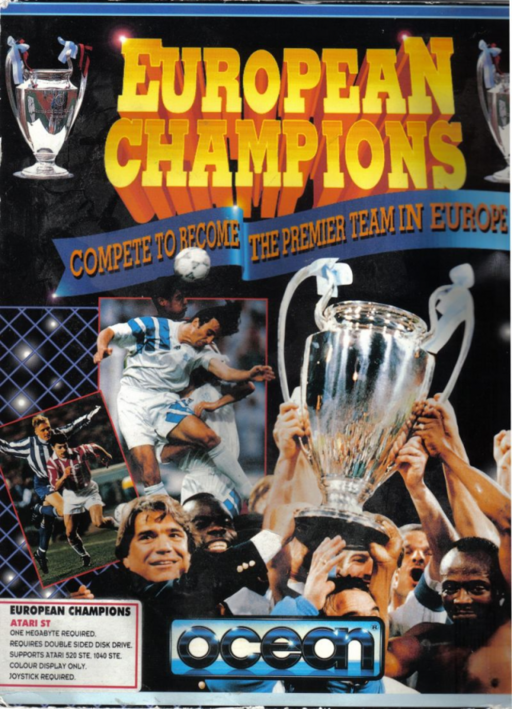 EUROPEAN
CHAMPIONS
COMPETE TO BECOME THE PREMIER TEAM IN EUROPE
EUROPEAN CHAMPIONS
ATARI ST
ONE MEGABYTE REQUIRED.
REQUIRES DOUBLE SIDED DISK DRIVE.
SUPPORTS ATARI 520 STE, 1040 STE.
COLOUR DISPLAY ONLY.
JOYSTICK REQUIRED.
ocean